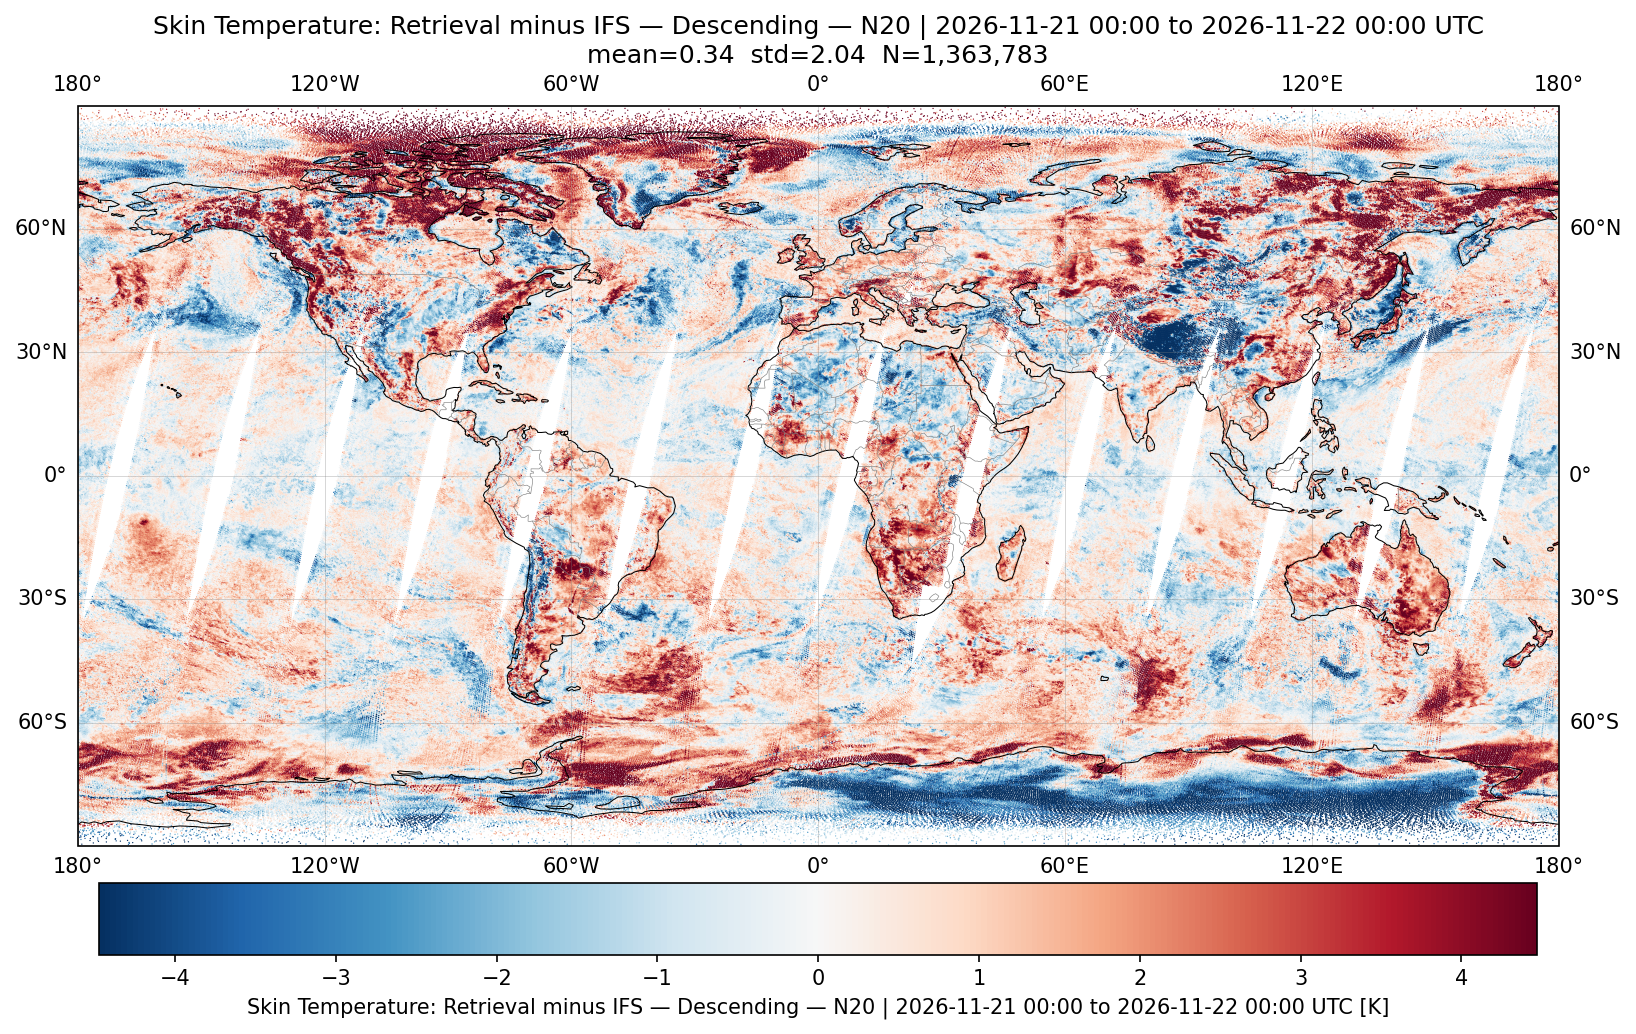 Skin Temperature: Retrieval minus IFS — Descending — N20 | 2026-11-21 00:00 to 2026-11-22 00:00 UTC
mean=0.34 std=2.04 N=1,363,783
180° 120°W 60°W 0° 60°E 120°E 180°
60°N 60°N
30°N 30°N
0° 0°
30°S 30°S
60°S 60°S
180° 120°W 60°W 0° 60°E 120°E 180°
−4 −3 −2 −1 0 1 2 3 4
Skin Temperature: Retrieval minus IFS — Descending — N20 | 2026-11-21 00:00 to 2026-11-22 00:00 UTC [K]